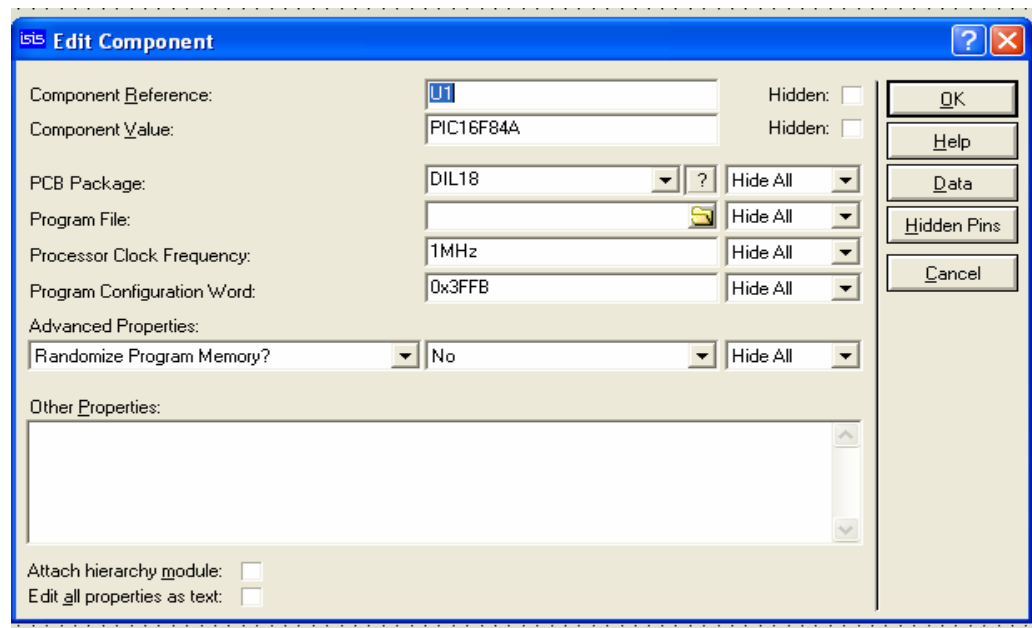 isis Edit Component
Component Reference: U1 Hidden:
OK
Component Value: PIC16F84A Hidden:
Help
PCB Package: DIL18 ? Hide All
Data
Program File: Hide All
Hidden Pins
Processor Clock Frequency: 1MHz Hide All
Cancel
Program Configuration Word: 0x3FFB Hide All
Advanced Properties:
Randomize Program Memory? No Hide All
Other Properties:
Attach hierarchy module:
Edit all properties as text: